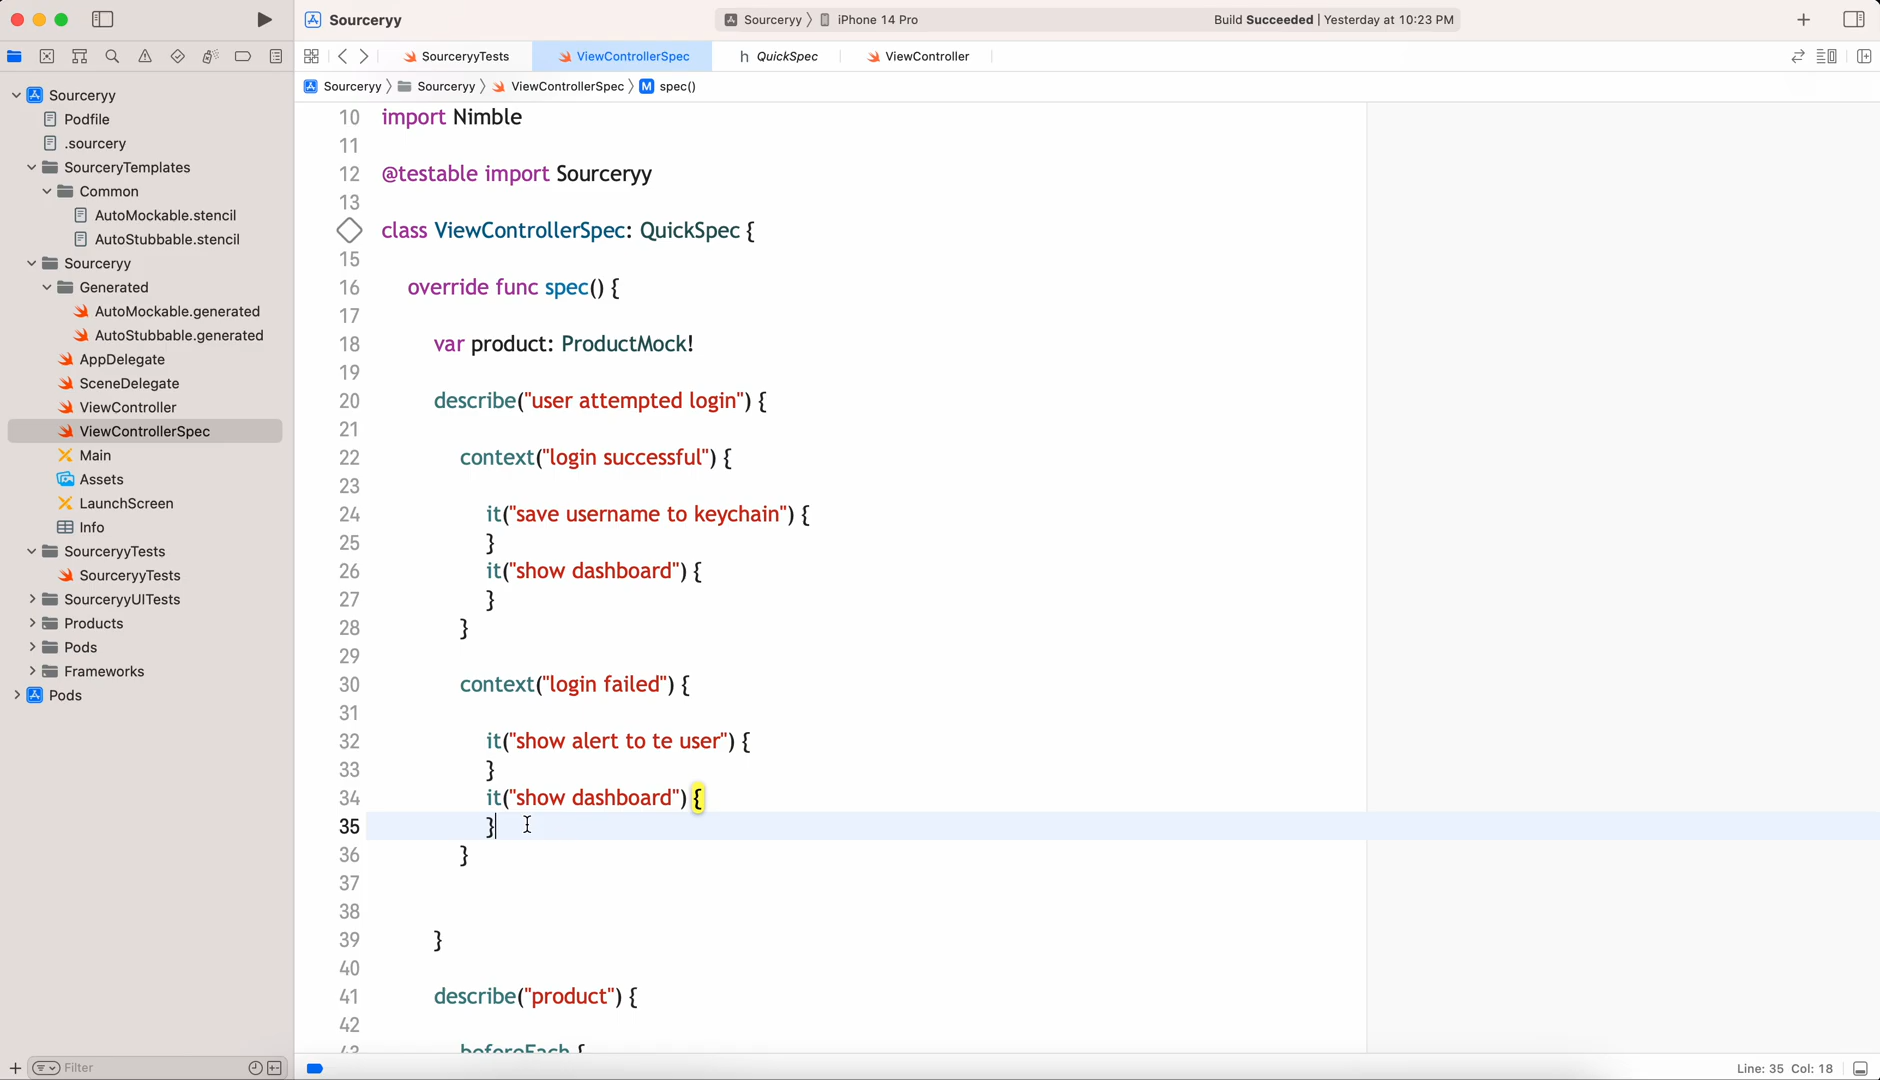 Sourceryy
Sourceryy 〉 iPhone 14 Pro
Build Succeeded | Yesterday at 10:23 PM
SourceryyTests
ViewControllerSpec
h QuickSpec
ViewController
Sourceryy 〉 Sourceryy 〉 ViewControllerSpec 〉 M spec()
Sourceryy
Podfile
.sourcery
SourceryTemplates
Common
AutoMockable.stencil
AutoStubbable.stencil
Sourceryy
Generated
AutoMockable.generated
AutoStubbable.generated
AppDelegate
SceneDelegate
ViewController
ViewControllerSpec
Main
Assets
LaunchScreen
Info
SourceryyTests
SourceryyTests
SourceryyUITests
Products
Pods
Frameworks
Pods
Filter
10 import Nimble
11
12 @testable import Sourceryy
13
class ViewControllerSpec: QuickSpec {
15
16 override func spec() {
17
18 var product: ProductMock!
19
20 describe("user attempted login") {
21
22 context("login successful") {
23
24 it("save username to keychain") {
25 }
26 it("show dashboard") {
27 }
28 }
29
30 context("login failed") {
31
32 it("show alert to te user") {
33 }
34 it("show dashboard") {
35 }
36 }
37
38
39 }
40
41 describe("product") {
42
43 beforeEach {
Line: 35 Col: 18